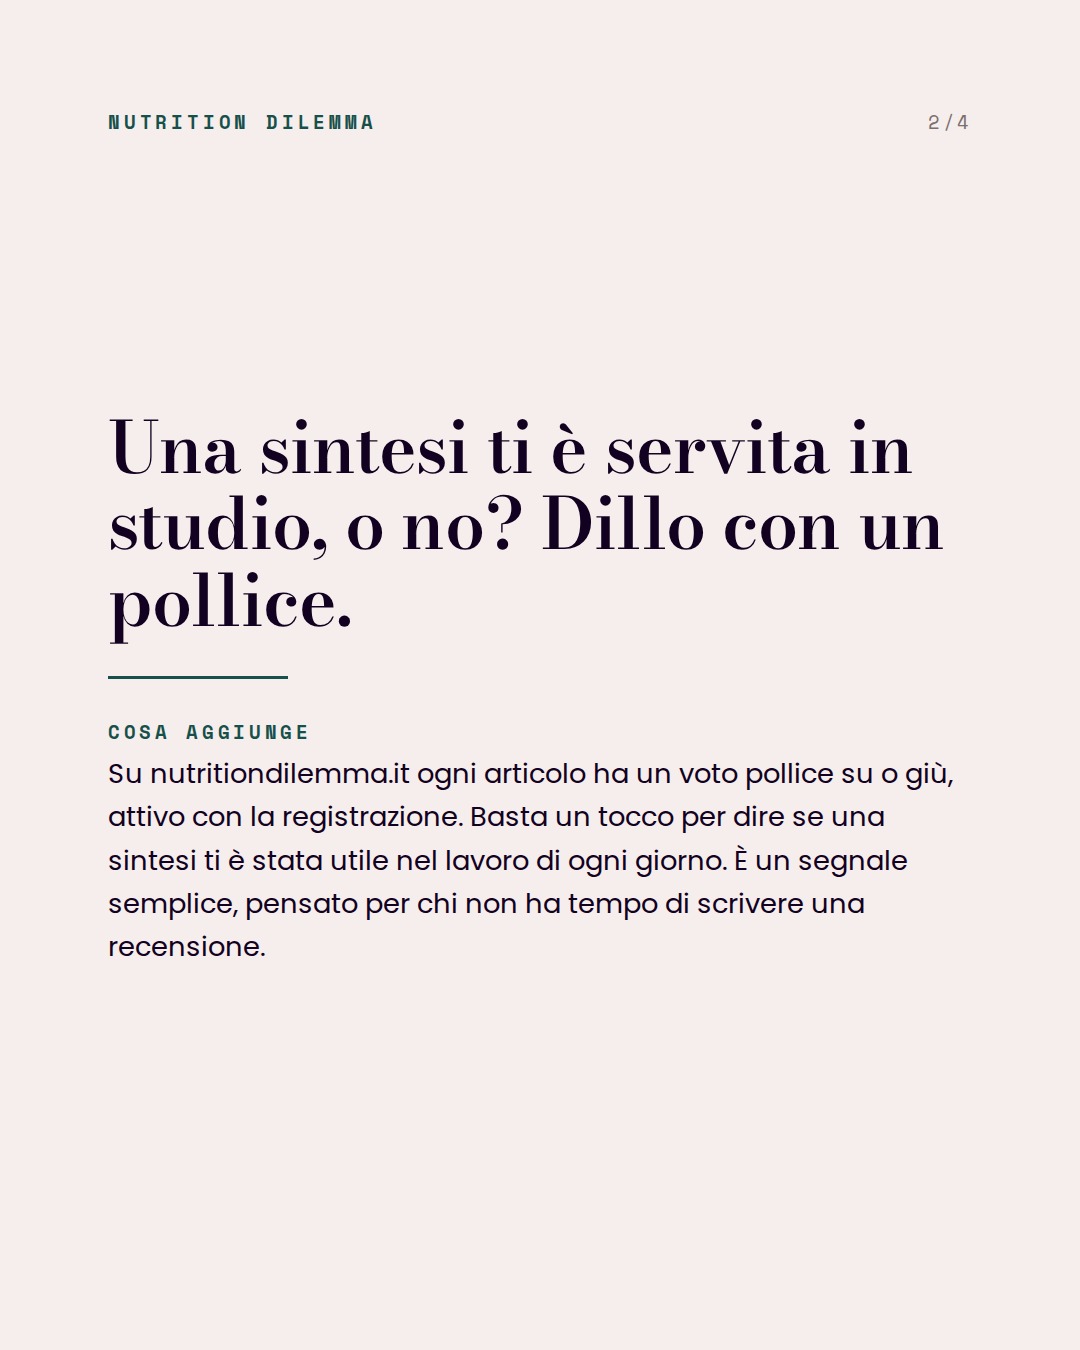 NUTRITION DILEMMA
2/4
Una sintesi ti è servita in
studio, o no? Dillo con un
pollice.
COSA AGGIUNGE
Su nutritiondilemma.it ogni articolo ha un voto pollice su o giù,
attivo con la registrazione. Basta un tocco per dire se una
sintesi ti è stata utile nel lavoro di ogni giorno. È un segnale
semplice, pensato per chi non ha tempo di scrivere una
recensione.